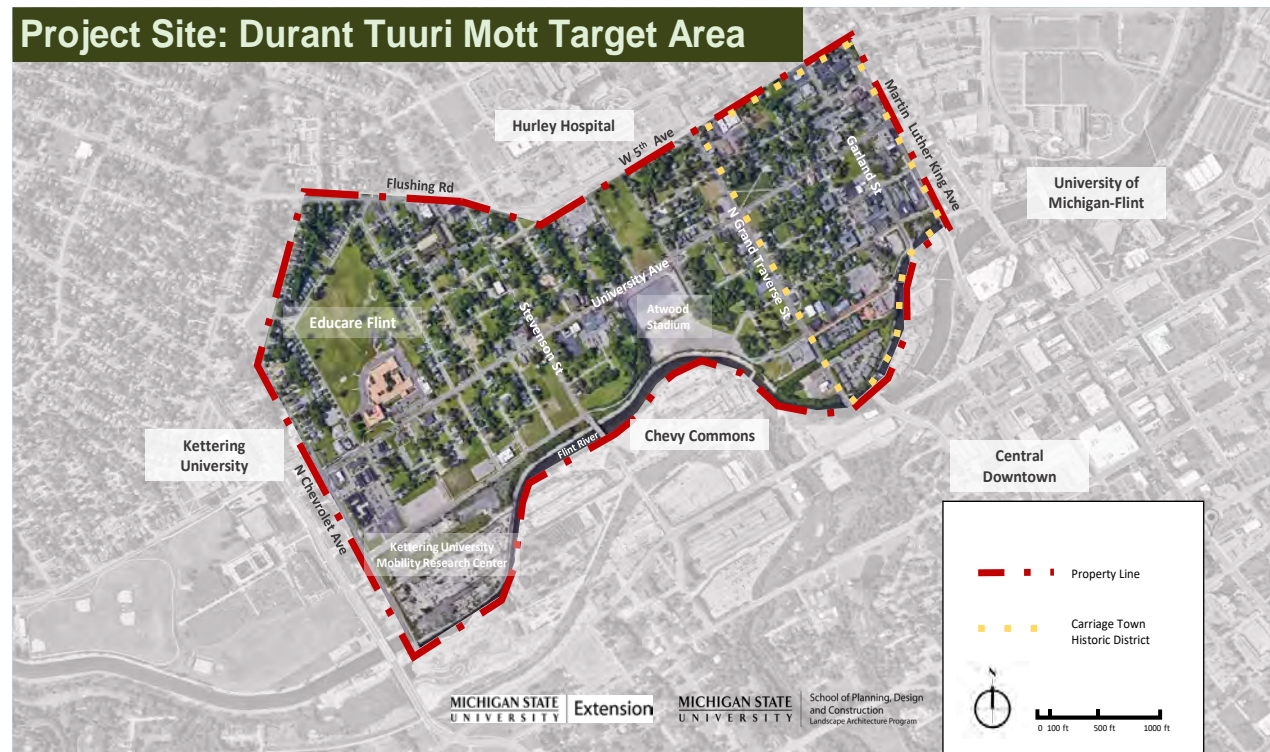 Project Site: Durant Tuuri Mott Target Area
Hurley Hospital
W 5th Ave
Martin Luther King Ave
Garland St
Flushing Rd
University of
Michigan-Flint
N Grand Traverse St
University Ave
Atwood
Stadium
Stevenson St
Educare Flint
Chevy Commons
Flint River
Kettering
University
Central
Downtown
N Chevrolet Ave
Kettering University
Mobility Research Center
Property Line
Carriage Town
Historic District
N
0 100 ft 500 ft 1000 ft
MICHIGAN STATE
UNIVERSITY
Extension
MICHIGAN STATE
UNIVERSITY
School of Planning, Design
and Construction
Landscape Architecture Program